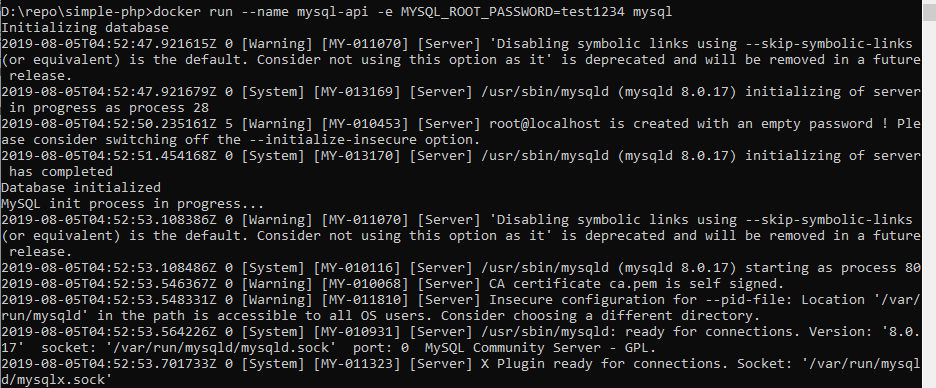 D:\repo\simple-php>docker run --name mysql-api -e MYSQL_ROOT_PASSWORD=test1234 mysql
Initializing database
2019-08-05T04:52:47.921615Z 0 [Warning] [MY-011070] [Server] 'Disabling symbolic links using --skip-symbolic-links
(or equivalent) is the default. Consider not using this option as it' is deprecated and will be removed in a future
 release.
2019-08-05T04:52:47.921679Z 0 [System] [MY-013169] [Server] /usr/sbin/mysqld (mysqld 8.0.17) initializing of server
 in progress as process 28
2019-08-05T04:52:50.235161Z 5 [Warning] [MY-010453] [Server] root@localhost is created with an empty password ! Ple
ase consider switching off the --initialize-insecure option.
2019-08-05T04:52:51.454168Z 0 [System] [MY-013170] [Server] /usr/sbin/mysqld (mysqld 8.0.17) initializing of server
 has completed
Database initialized
MySQL init process in progress...
2019-08-05T04:52:53.108386Z 0 [Warning] [MY-011070] [Server] 'Disabling symbolic links using --skip-symbolic-links
(or equivalent) is the default. Consider not using this option as it' is deprecated and will be removed in a future
 release.
2019-08-05T04:52:53.108486Z 0 [System] [MY-010116] [Server] /usr/sbin/mysqld (mysqld 8.0.17) starting as process 80
2019-08-05T04:52:53.546367Z 0 [Warning] [MY-010068] [Server] CA certificate ca.pem is self signed.
2019-08-05T04:52:53.548331Z 0 [Warning] [MY-011810] [Server] Insecure configuration for --pid-file: Location '/var/
run/mysqld' in the path is accessible to all OS users. Consider choosing a different directory.
2019-08-05T04:52:53.564226Z 0 [System] [MY-010931] [Server] /usr/sbin/mysqld: ready for connections. Version: '8.0.
17'  socket: '/var/run/mysqld/mysqld.sock'  port: 0  MySQL Community Server - GPL.
2019-08-05T04:52:53.701733Z 0 [System] [MY-011323] [Server] X Plugin ready for connections. Socket: '/var/run/mysql
d/mysqlx.sock'